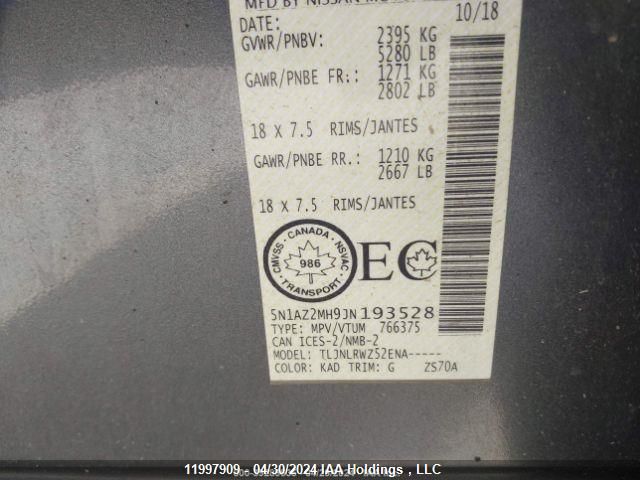 MFD BY NISSAN
DATE: 10/18
GVWR/PNBV: 2395 KG
5280 LB
GAWR/PNBE FR.: 1271 KG
2802 LB
18 X 7.5 RIMS/JANTES
GAWR/PNBE RR.: 1210 KG
2667 LB
18 X 7.5 RIMS/JANTES
CMVSS · CANADA · NSVAC
986
TRANSPORT
EC
5N1AZ2MH9JN193528
TYPE: MPV/VTUM 766375
CAN ICES-2/NMB-2
MODEL: TLJNLRWZ52ENA-----
COLOR: KAD TRIM: G ZS70A
11997909 - 04/30/2024 IAA Holdings , LLC